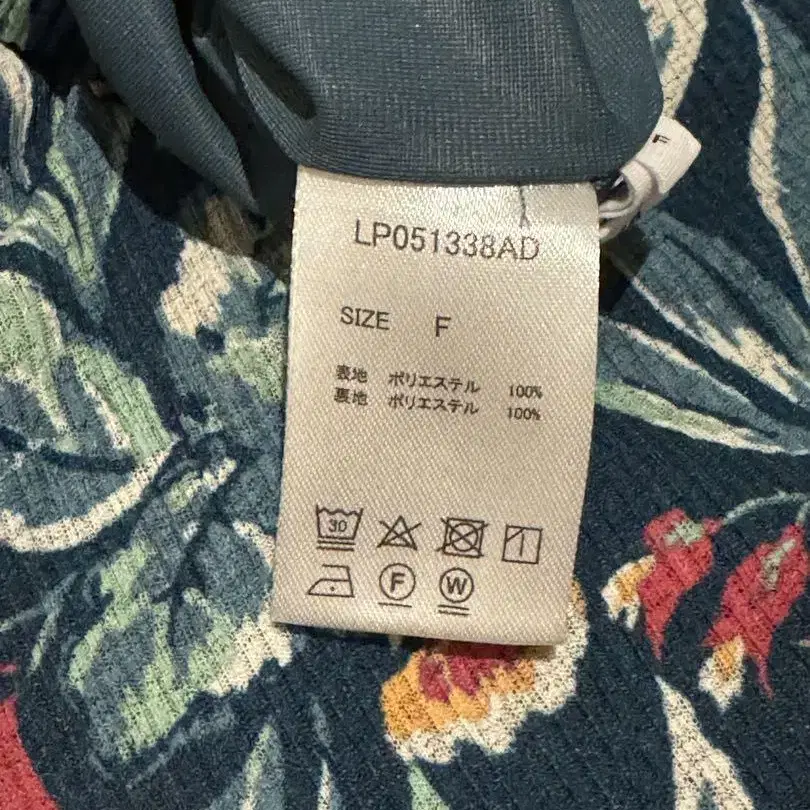 F
LP051338AD
SIZE F
表地 ポリエステル 100%
裏地 ポリエステル 100%
30
F W